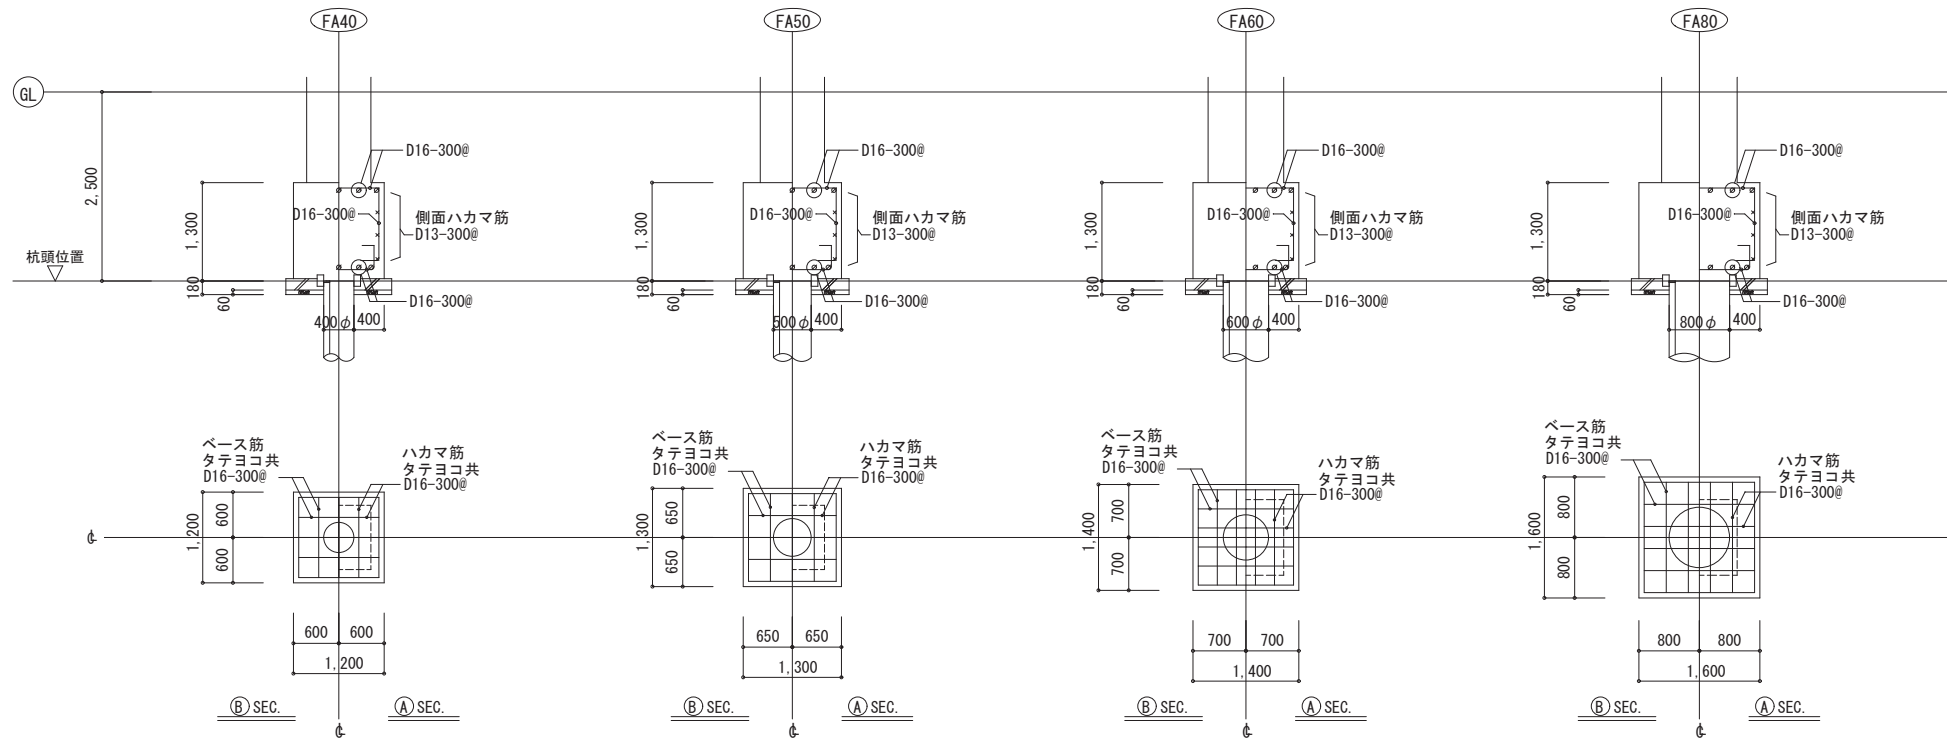 FA40
FA50
FA60
FA80
GL
2,500
杭頭位置
D16-300@
D16-300@
側面ハカマ筋
D13-300@
1,300
180
60
D16-300@
400φ
400
D16-300@
D16-300@
側面ハカマ筋
D13-300@
1,300
180
60
D16-300@
500φ
400
D16-300@
D16-300@
側面ハカマ筋
D13-300@
1,300
180
60
D16-300@
600φ
400
D16-300@
D16-300@
側面ハカマ筋
D13-300@
1,300
180
60
D16-300@
800φ
400
ベース筋
タテヨコ共
D16-300@
ハカマ筋
タテヨコ共
D16-300@
1,200
600
600
600
600
1,200
ベース筋
タテヨコ共
D16-300@
ハカマ筋
タテヨコ共
D16-300@
1,300
650
650
650
650
1,300
ベース筋
タテヨコ共
D16-300@
ハカマ筋
タテヨコ共
D16-300@
1,400
700
700
700
700
1,400
ベース筋
タテヨコ共
D16-300@
ハカマ筋
タテヨコ共
D16-300@
1,600
800
800
800
800
1,600
℄
B SEC.
A SEC.
B SEC.
A SEC.
B SEC.
A SEC.
B SEC.
A SEC.
℄
℄
℄
℄